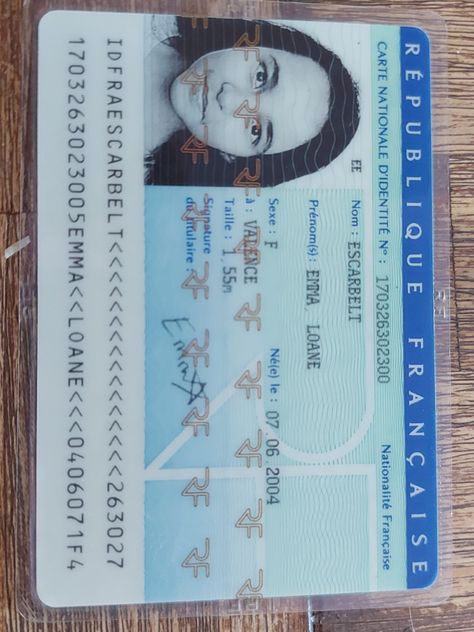 RÉPUBLIQUE FRANÇAISE
CARTE NATIONALE D'IDENTITÉ N° : 170326302300 Nationalité Française
EE
Nom : ESCARBELT
Prénom(s) : EMMA, LOANE
Sexe : F Né(e) le : 07.06.2004
à : VALENCE
Taille : 1,55m
Signature
du titulaire :
Emma
IDFRAESCARBELT<<<<<<<<<<<<<<<<263027
1703263023005EMMA<<LOANE<<<0406071F4